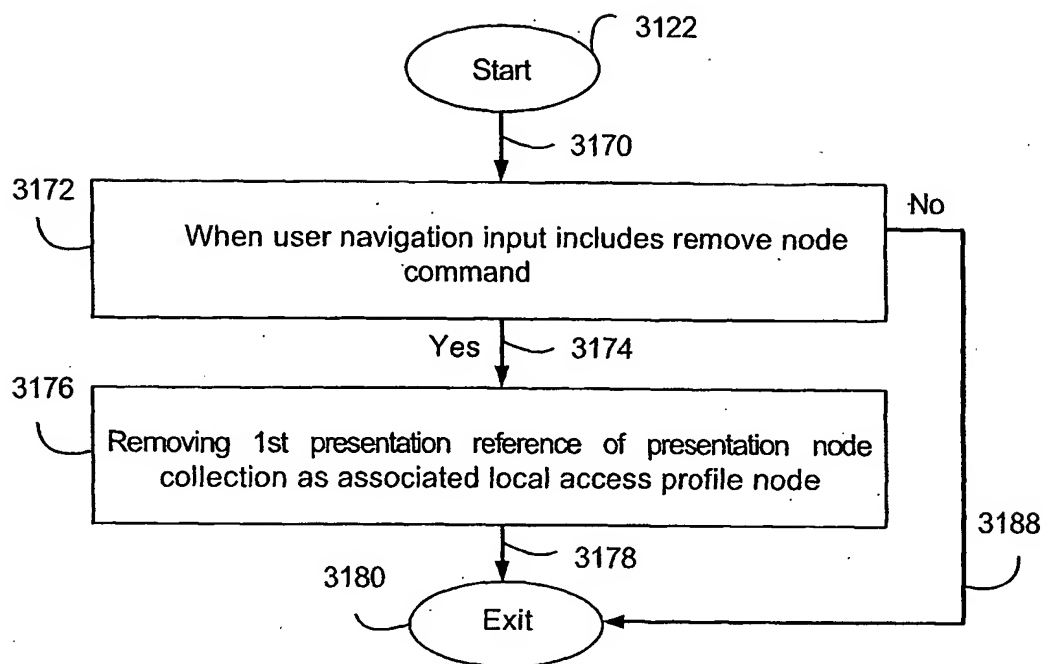 3122
Start
3170
3172
No
When user navigation input includes remove node
command
Yes
3174
3176
Removing 1st presentation reference of presentation node
collection as associated local access profile node
3178
3188
3180
Exit